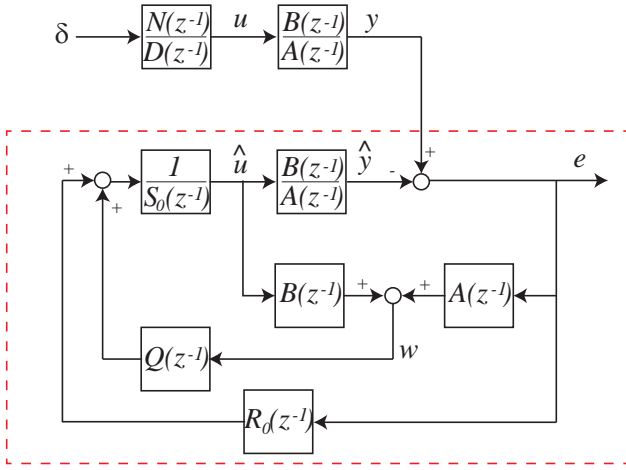 δ
N(z⁻¹)
D(z⁻¹)
u
B(z⁻¹)
A(z⁻¹)
y
+
+
+
1
S₀(z⁻¹)
û
B(z⁻¹)
A(z⁻¹)
ŷ
-
+
e
B(z⁻¹)
+
+
A(z⁻¹)
Q(z⁻¹)
w
R₀(z⁻¹)